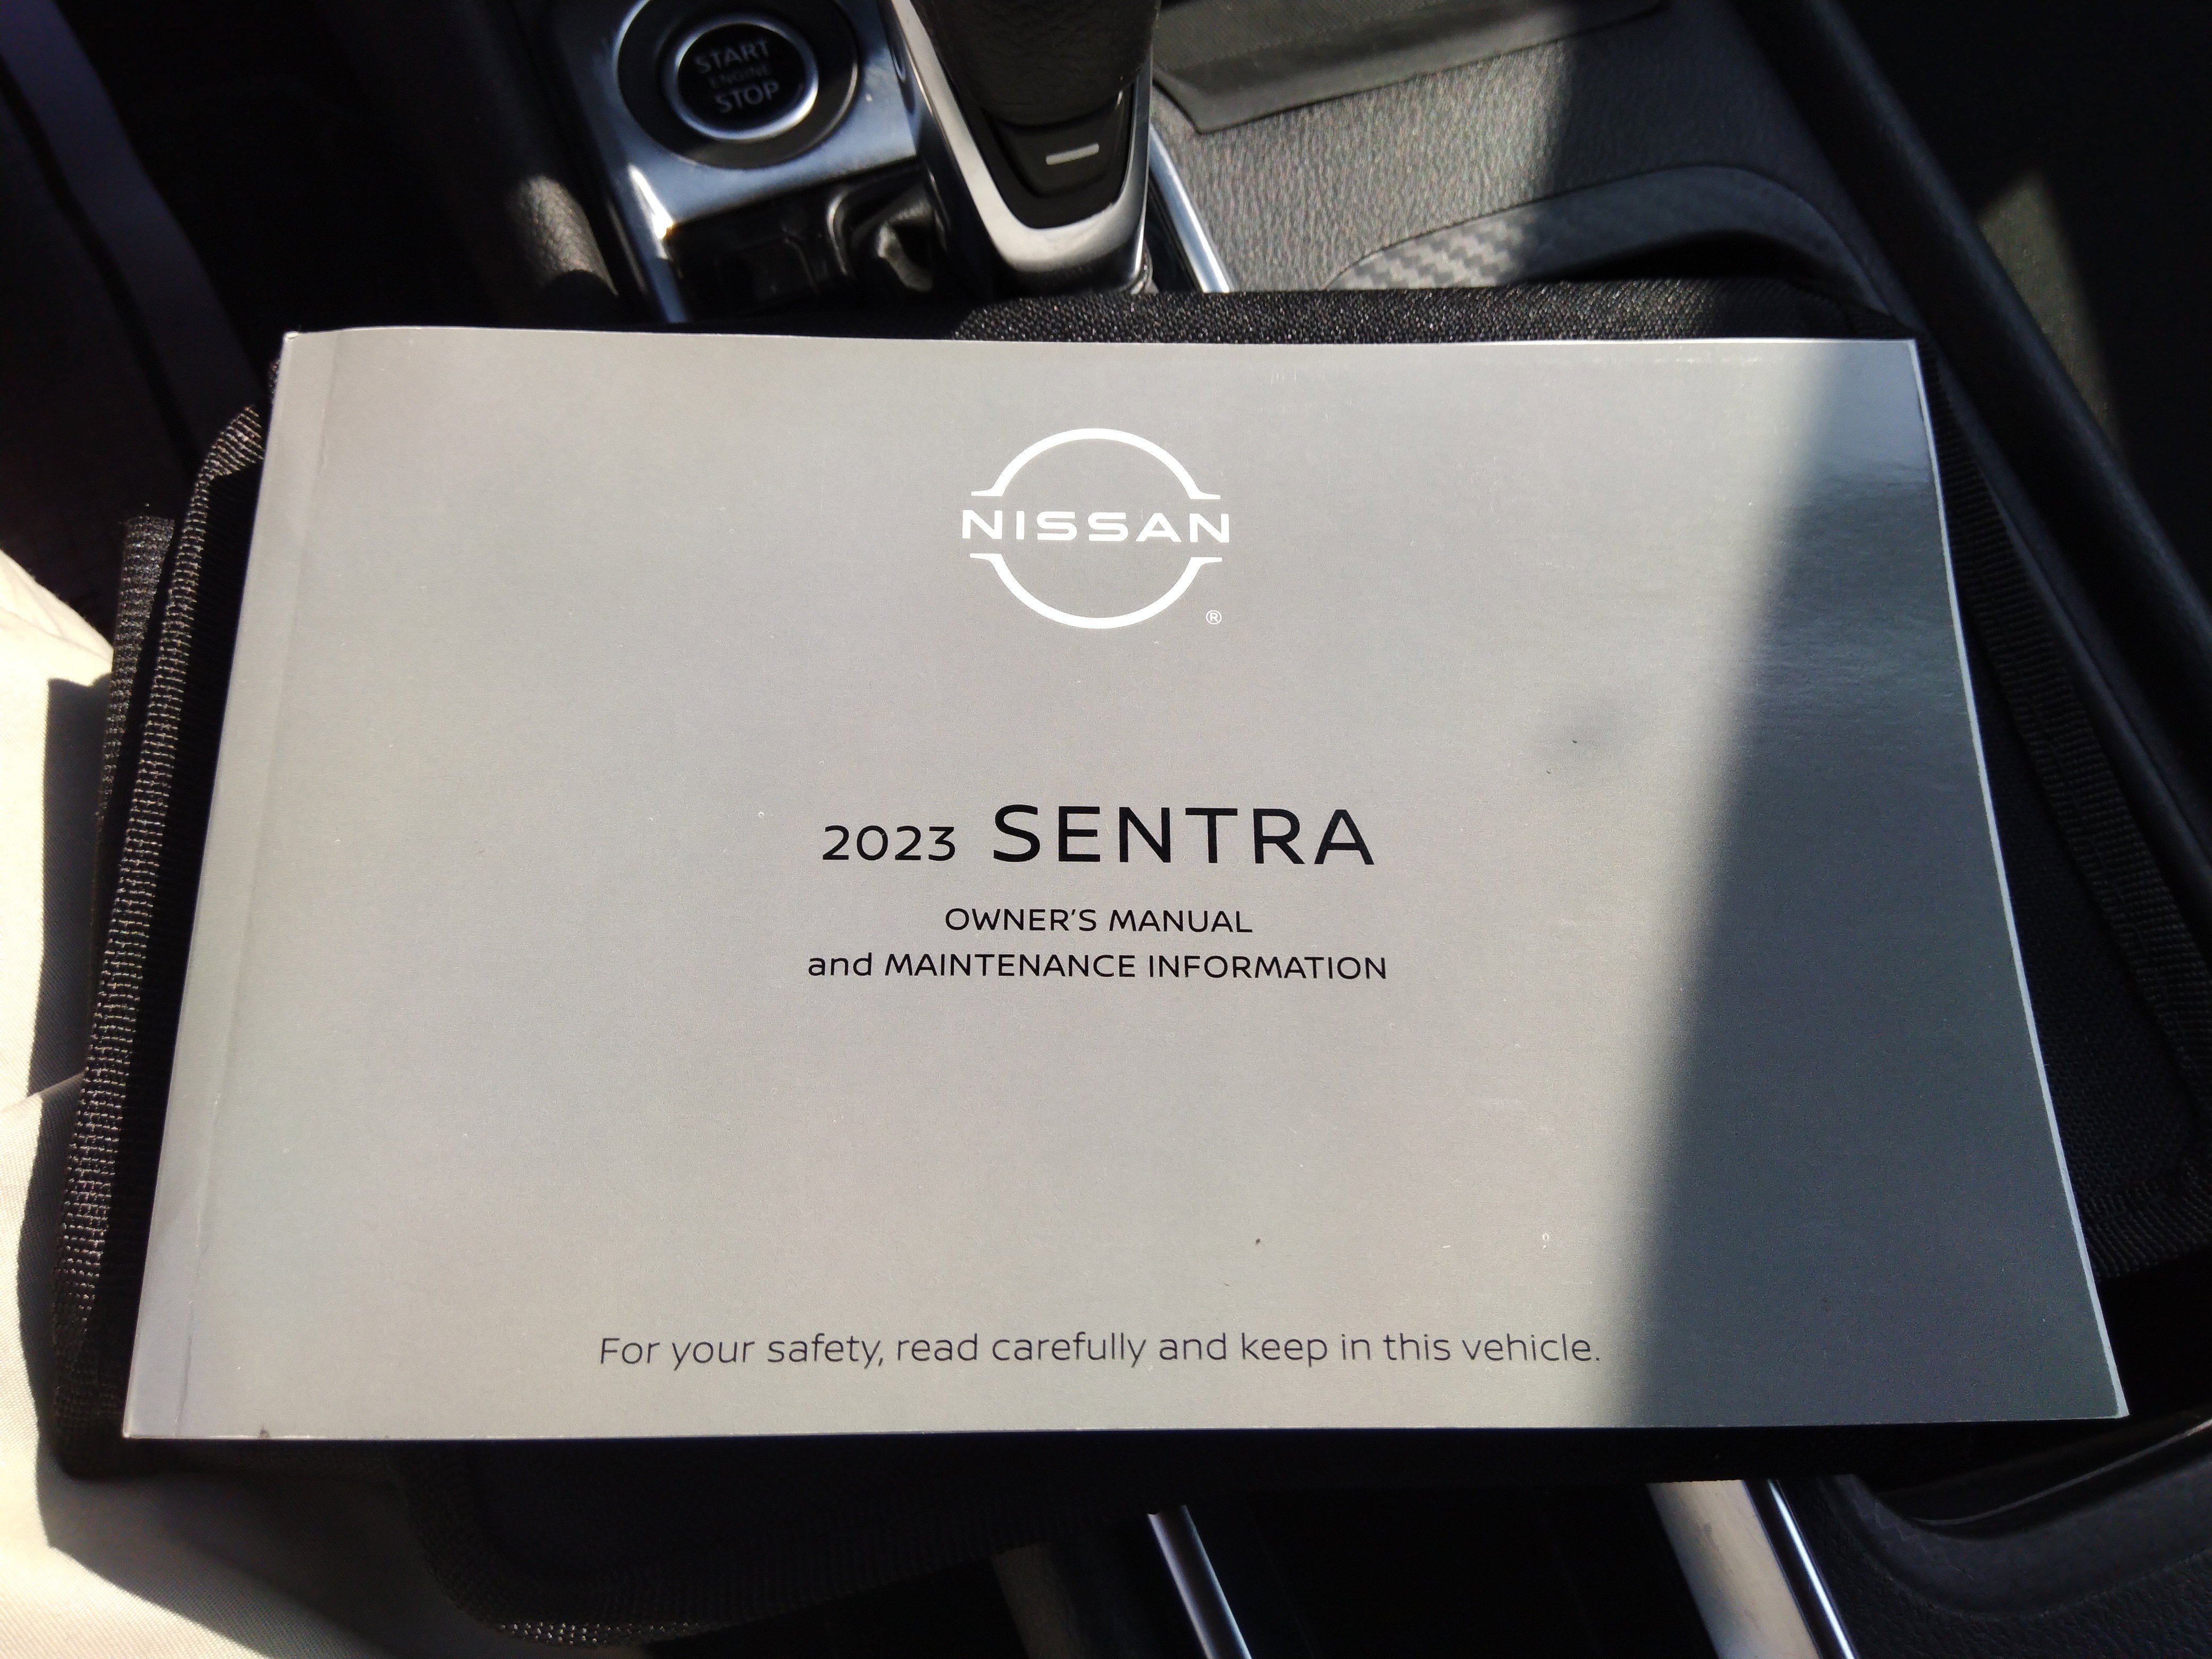 START
ENGINE
STOP
NISSAN
®
2023 SENTRA
OWNER'S MANUAL
and MAINTENANCE INFORMATION
For your safety, read carefully and keep in this vehicle.